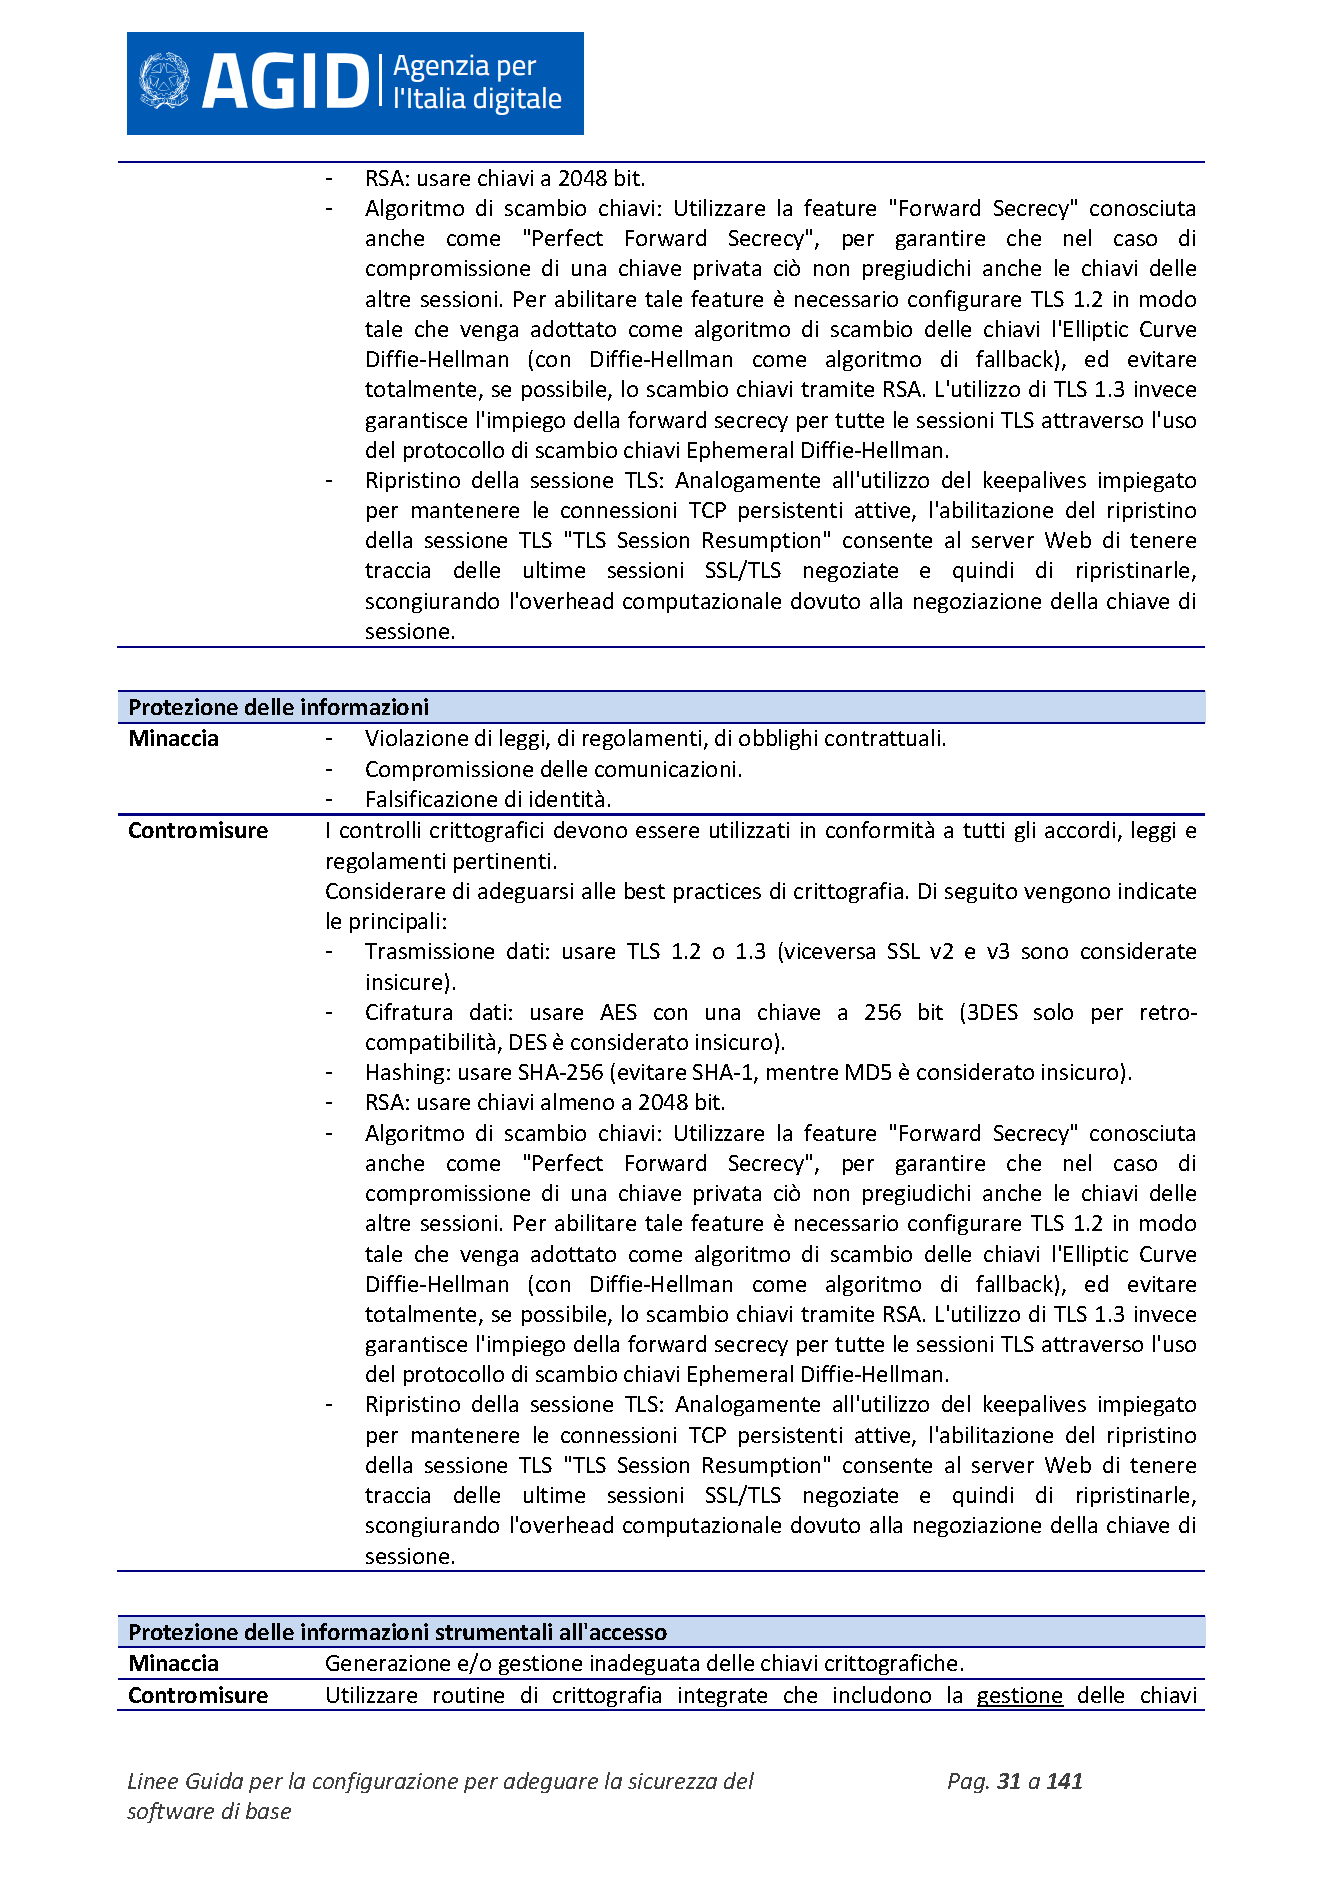 AGID Agenzia per
l'Italia digitale
- RSA: usare chiavi a 2048 bit.
- Algoritmo di scambio chiavi: Utilizzare la feature "Forward Secrecy" conosciuta
anche come "Perfect Forward Secrecy", per garantire che nel caso di
compromissione di una chiave privata ciò non pregiudichi anche le chiavi delle
altre sessioni. Per abilitare tale feature è necessario configurare TLS 1.2 in modo
tale che venga adottato come algoritmo di scambio delle chiavi l'Elliptic Curve
Diffie-Hellman (con Diffie-Hellman come algoritmo di fallback), ed evitare
totalmente, se possibile, lo scambio chiavi tramite RSA. L'utilizzo di TLS 1.3 invece
garantisce l'impiego della forward secrecy per tutte le sessioni TLS attraverso l'uso
del protocollo di scambio chiavi Ephemeral Diffie-Hellman.
- Ripristino della sessione TLS: Analogamente all'utilizzo del keepalives impiegato
per mantenere le connessioni TCP persistenti attive, l'abilitazione del ripristino
della sessione TLS "TLS Session Resumption" consente al server Web di tenere
traccia delle ultime sessioni SSL/TLS negoziate e quindi di ripristinarle,
scongiurando l'overhead computazionale dovuto alla negoziazione della chiave di
sessione.
Protezione delle informazioni
Minaccia - Violazione di leggi, di regolamenti, di obblighi contrattuali.
- Compromissione delle comunicazioni.
- Falsificazione di identità.
Contromisure I controlli crittografici devono essere utilizzati in conformità a tutti gli accordi, leggi e
regolamenti pertinenti.
Considerare di adeguarsi alle best practices di crittografia. Di seguito vengono indicate
le principali:
- Trasmissione dati: usare TLS 1.2 o 1.3 (viceversa SSL v2 e v3 sono considerate
insicure).
- Cifratura dati: usare AES con una chiave a 256 bit (3DES solo per retro-
compatibilità, DES è considerato insicuro).
- Hashing: usare SHA-256 (evitare SHA-1, mentre MD5 è considerato insicuro).
- RSA: usare chiavi almeno a 2048 bit.
- Algoritmo di scambio chiavi: Utilizzare la feature "Forward Secrecy" conosciuta
anche come "Perfect Forward Secrecy", per garantire che nel caso di
compromissione di una chiave privata ciò non pregiudichi anche le chiavi delle
altre sessioni. Per abilitare tale feature è necessario configurare TLS 1.2 in modo
tale che venga adottato come algoritmo di scambio delle chiavi l'Elliptic Curve
Diffie-Hellman (con Diffie-Hellman come algoritmo di fallback), ed evitare
totalmente, se possibile, lo scambio chiavi tramite RSA. L'utilizzo di TLS 1.3 invece
garantisce l'impiego della forward secrecy per tutte le sessioni TLS attraverso l'uso
del protocollo di scambio chiavi Ephemeral Diffie-Hellman.
- Ripristino della sessione TLS: Analogamente all'utilizzo del keepalives impiegato
per mantenere le connessioni TCP persistenti attive, l'abilitazione del ripristino
della sessione TLS "TLS Session Resumption" consente al server Web di tenere
traccia delle ultime sessioni SSL/TLS negoziate e quindi di ripristinarle,
scongiurando l'overhead computazionale dovuto alla negoziazione della chiave di
sessione.
Protezione delle informazioni strumentali all'accesso
Minaccia Generazione e/o gestione inadeguata delle chiavi crittografiche.
Contromisure Utilizzare routine di crittografia integrate che includono la gestione delle chiavi
Linee Guida per la configurazione per adeguare la sicurezza del Pag. 31 a 141
software di base